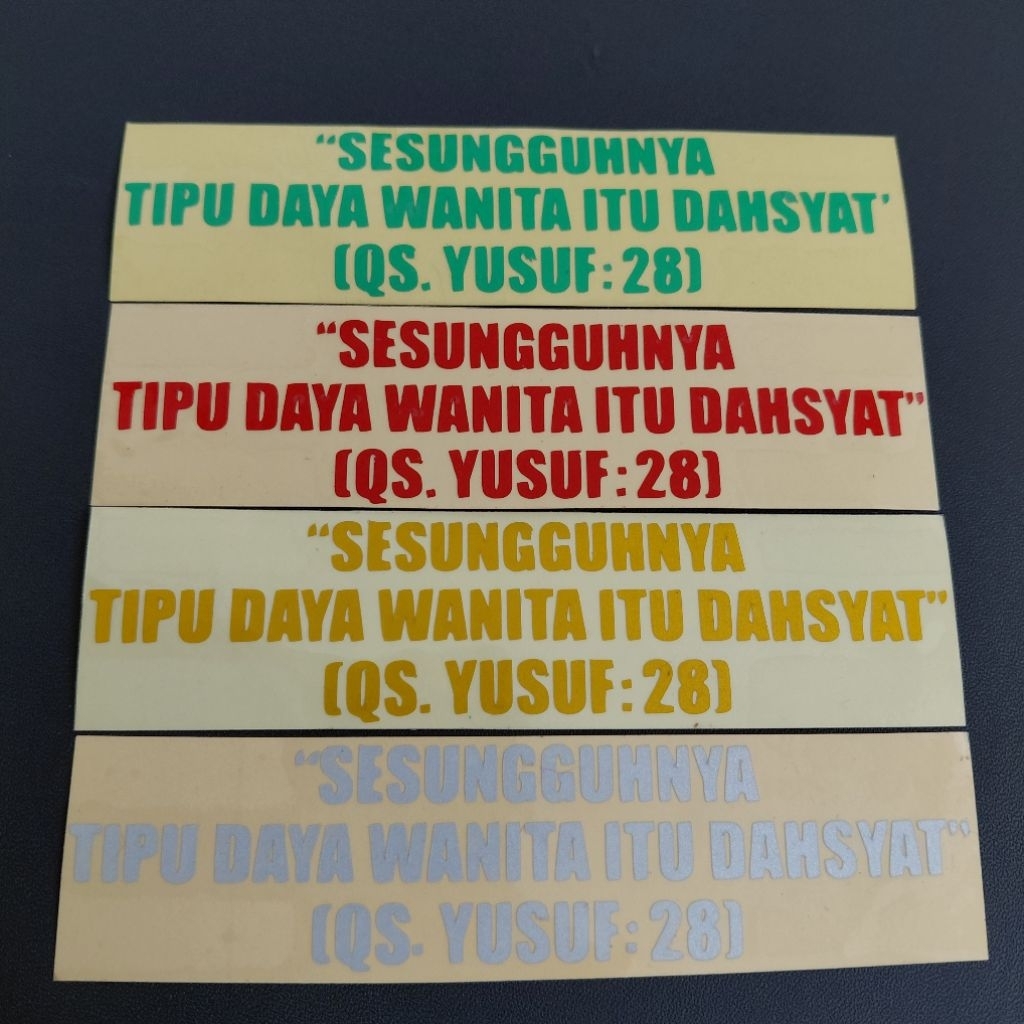 “SESUNGGUHNYA
TIPU DAYA WANITA ITU DAHSYAT’
(QS. YUSUF: 28)
“SESUNGGUHNYA
TIPU DAYA WANITA ITU DAHSYAT”
(QS. YUSUF: 28)
“SESUNGGUHNYA
TIPU DAYA WANITA ITU DAHSYAT”
(QS. YUSUF: 28)
“SESUNGGUHNYA
TIPU DAYA WANITA ITU DAHSYAT”
(QS. YUSUF: 28)